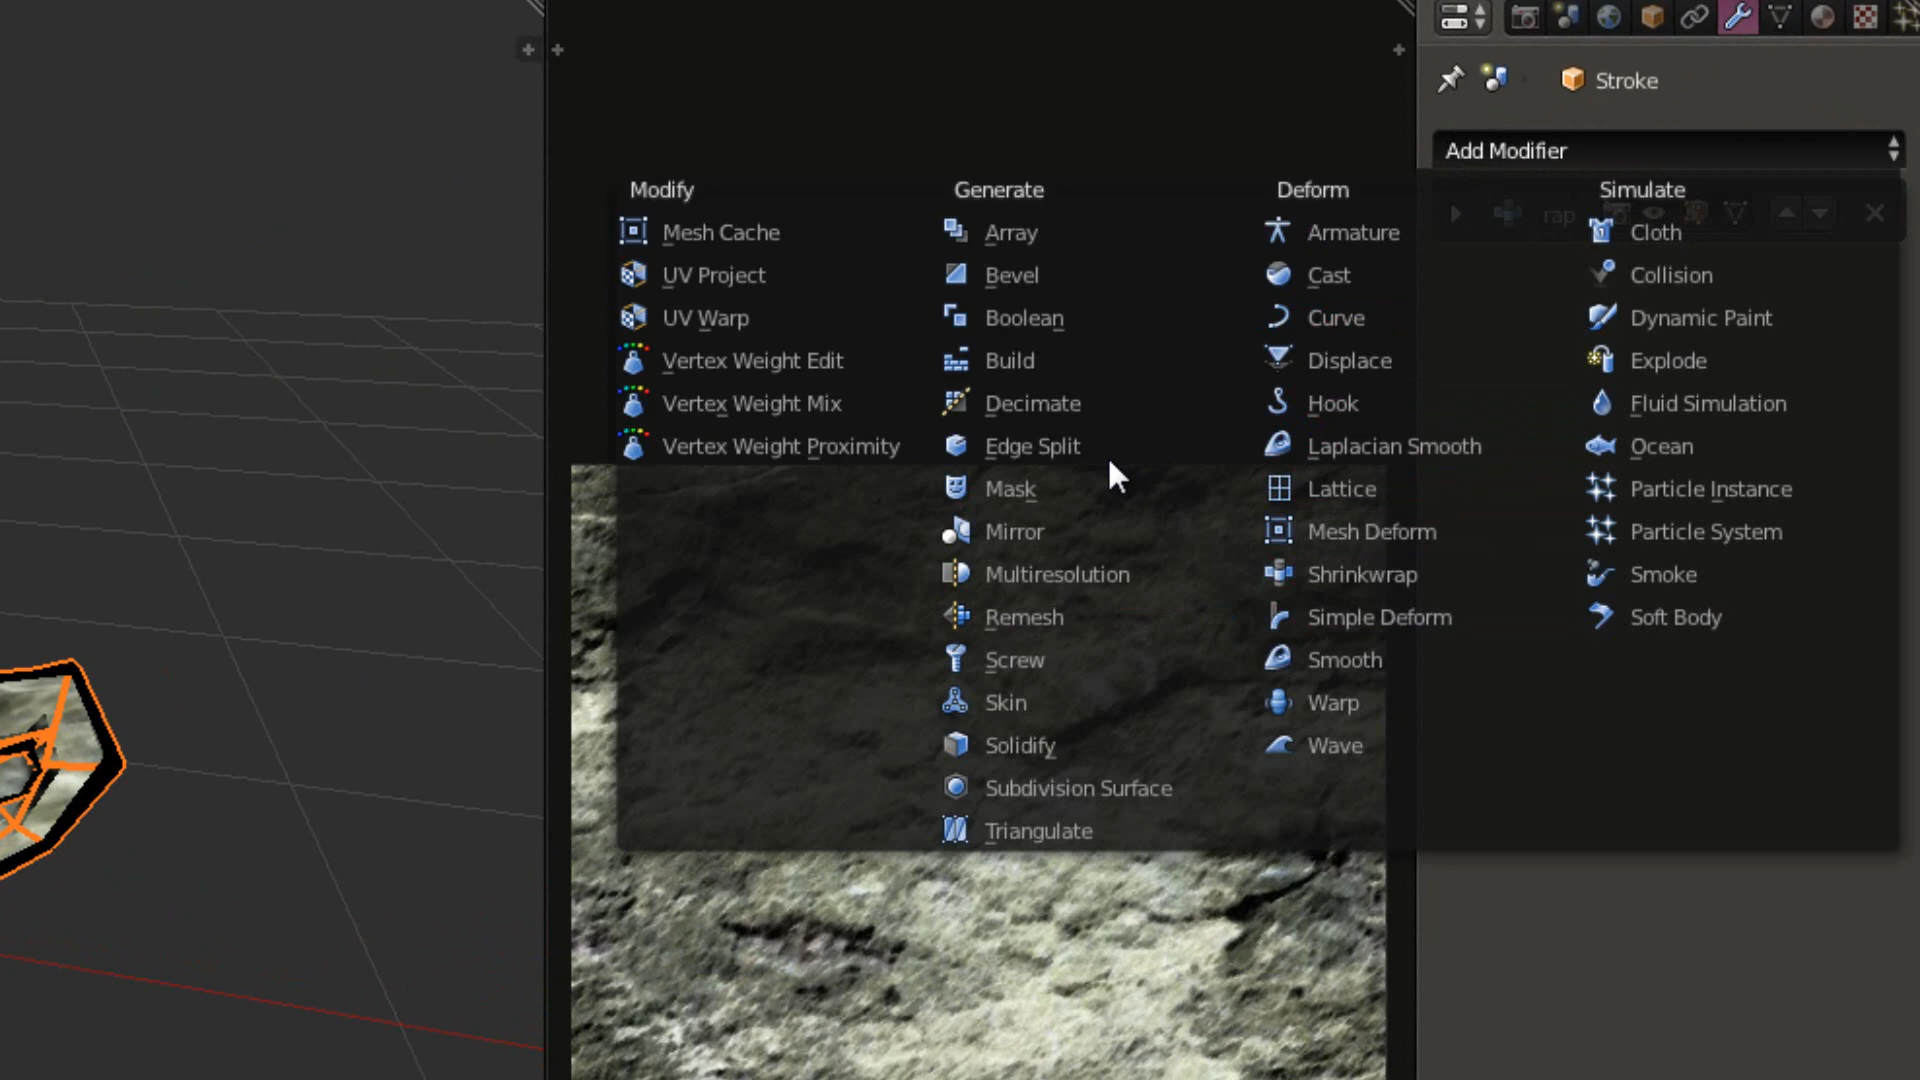 Stroke
Add Modifier
Modify
Mesh Cache
UV Project
UV Warp
Vertex Weight Edit
Vertex Weight Mix
Vertex Weight Proximity
Generate
Array
Bevel
Boolean
Build
Decimate
Edge Split
Mask
Mirror
Multiresolution
Remesh
Screw
Skin
Solidify
Subdivision Surface
Triangulate
Deform
Armature
Cast
Curve
Displace
Hook
Laplacian Smooth
Lattice
Mesh Deform
Shrinkwrap
Simple Deform
Smooth
Warp
Wave
Simulate
Cloth
Collision
Dynamic Paint
Explode
Fluid Simulation
Ocean
Particle Instance
Particle System
Smoke
Soft Body
rap